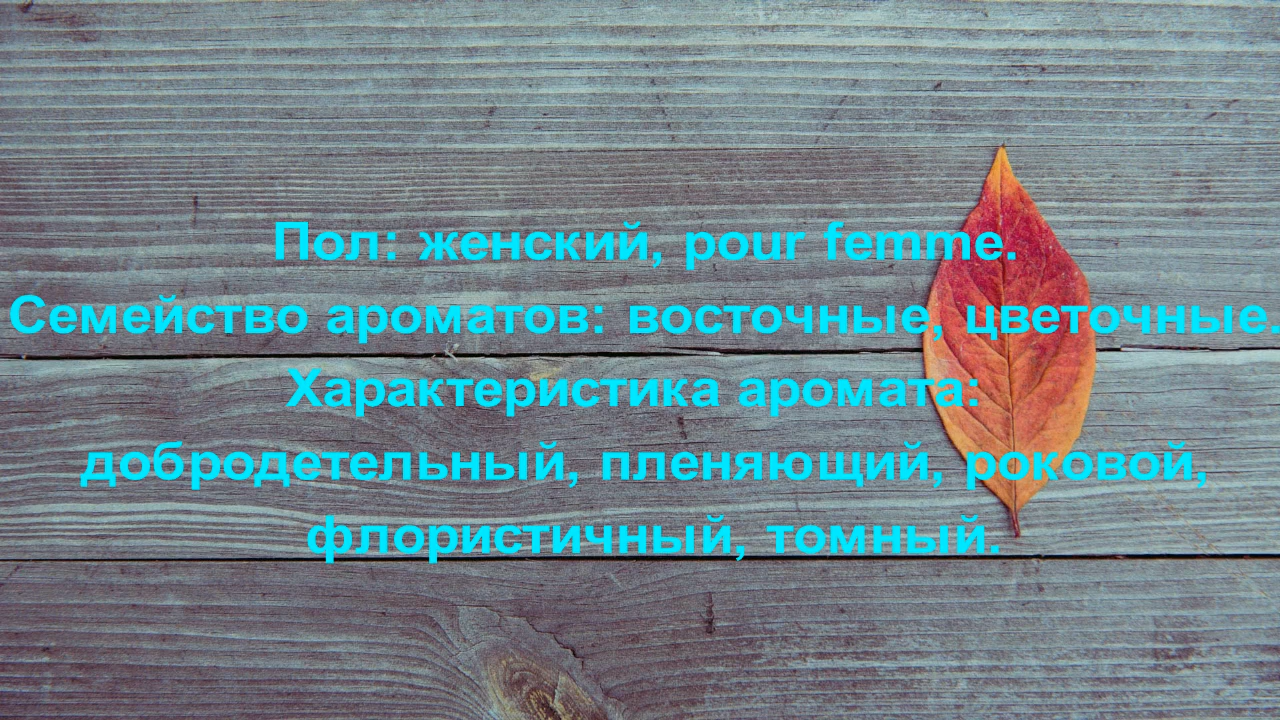 Пол: женский, pour femme.
Семейство ароматов: восточные, цветочные.
Характеристика аромата:
добродетельный, пленяющий, роковой,
флористичный, томный.